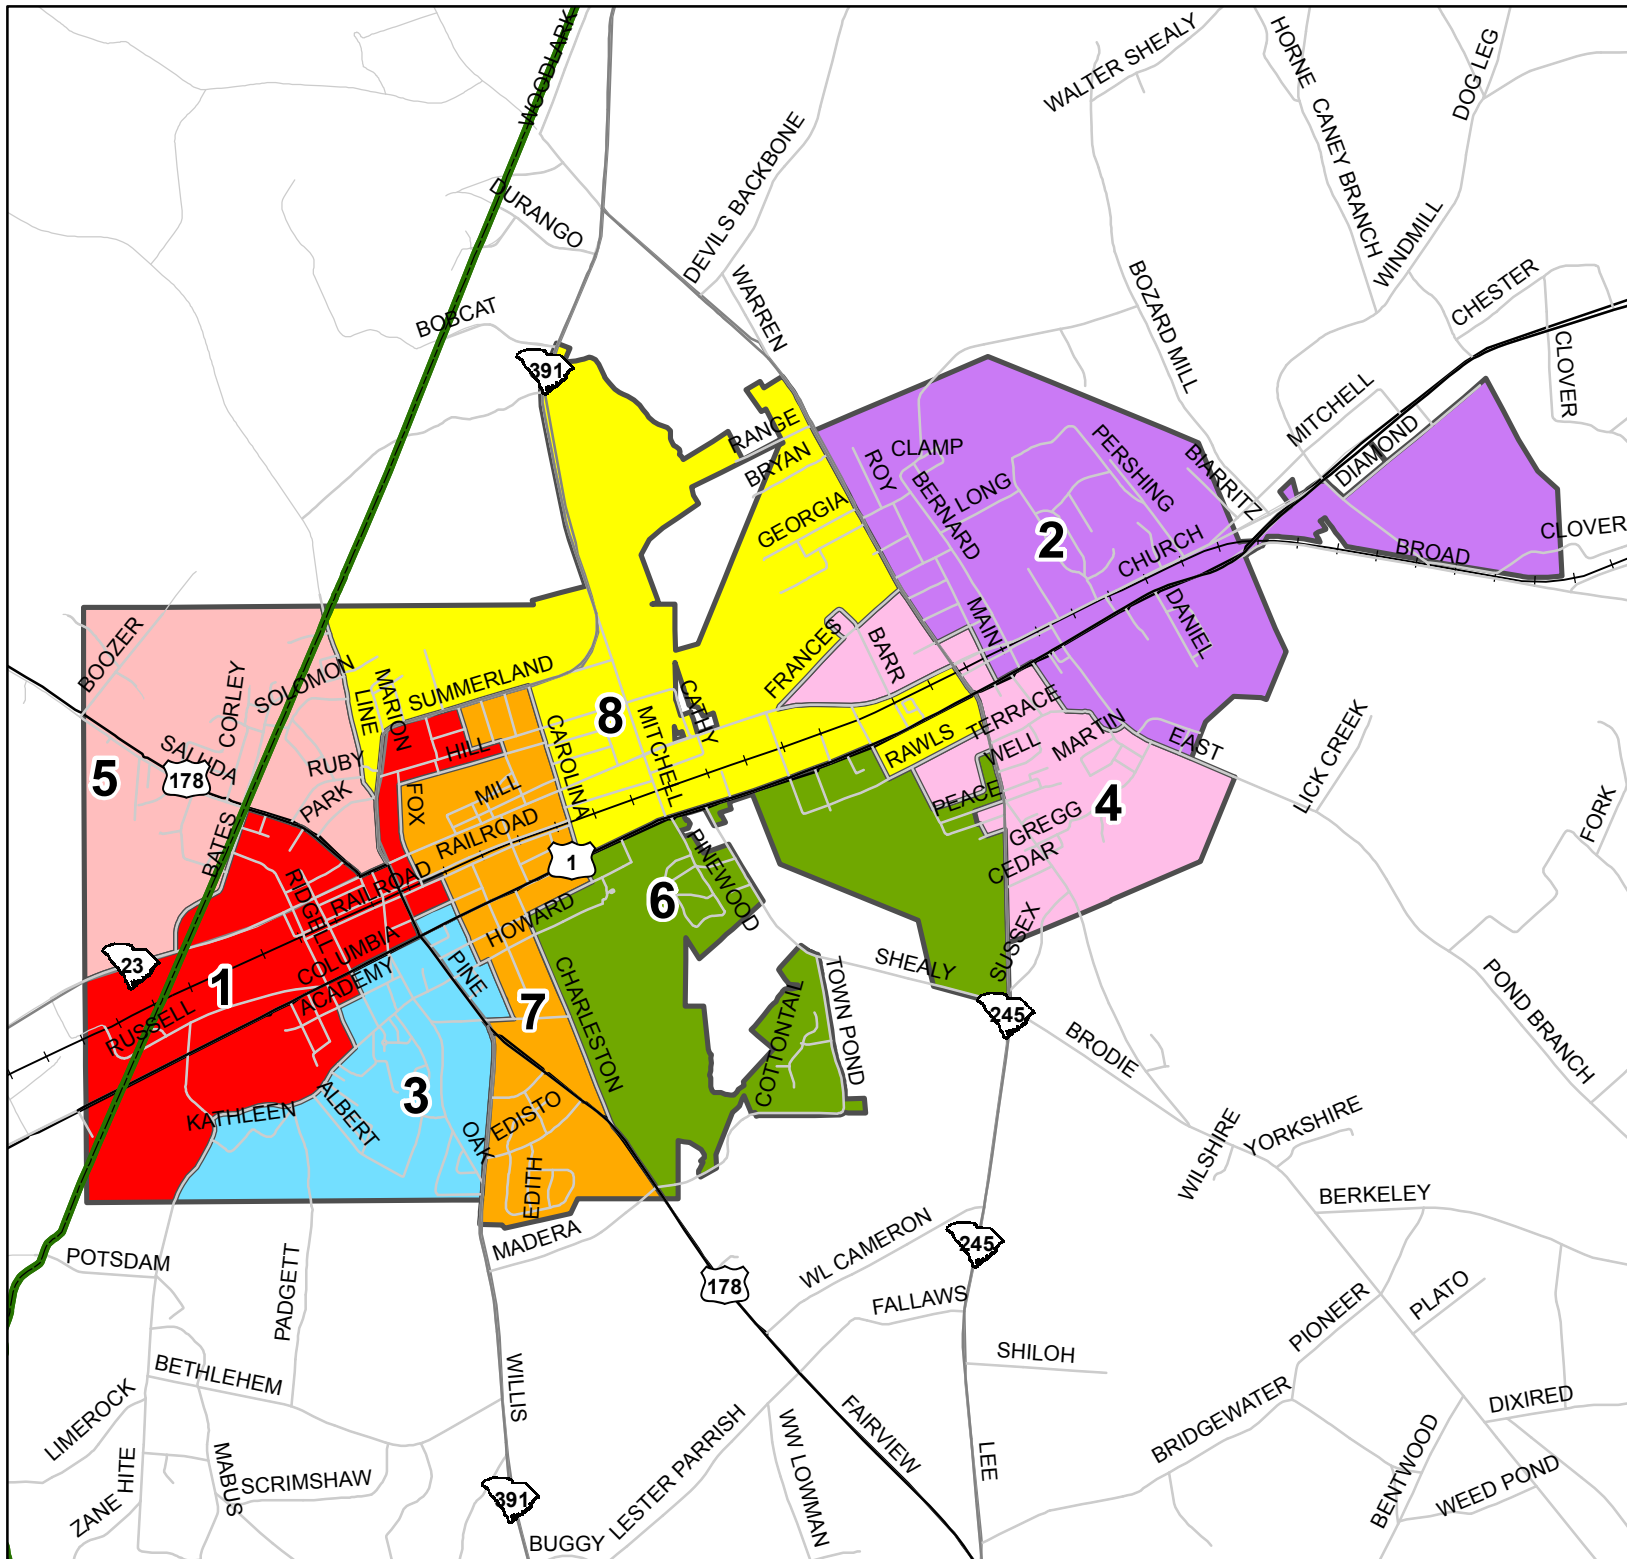 WOODLARK
WALTER SHEALY
HORNE
DOG LEG
CANEY BRANCH
DEVILS BACKBONE
DURANGO
WINDMILL
WARREN
BOZARD MILL
CHESTER
BOBCAT
391
CLOVER
MITCHELL
RANGE
CLAMP
PERSHING
DIAMOND
BRYAN
ROY
BIARRITZ
BERNARD
LONG
GEORGIA
2
CHURCH
BROAD
CLOVER
MAIN
DANIEL
BOOZER
FRANCES
BARR
CORLEY
SOLOMON
LINE
MARION
SUMMERLAND
CATHY
8
CAROLINA
MITCHELL
TERRACE
MARTIN
EAST
SALUDA
178
5
RUBY
HILL
RAWLS
WELL
LICK CREEK
PARK
FOX
MILL
PEACE
4
FORK
BATES
RAILROAD
GREGG
1
CEDAR
PINEWOOD
RIDGELL
RAILROAD
6
HOWARD
SUSSEX
23
COLUMBIA
ACADEMY
PINE
SHEALY
1
7
CHARLESTON
COTTONTAIL
TOWN POND
POND BRANCH
RUSSELL
245
BRODIE
3
KATHLEEN
ALBERT
OAK
EDISTO
WILSHIRE
YORKSHIRE
EDITH
BERKELEY
MADERA
POTSDAM
PADGETT
WL CAMERON
245
178
FALLAWS
PIONEER
PLATO
SHILOH
BETHLEHEM
WILLIS
LIMEROCK
FAIRVIEW
BRIDGEWATER
DIXIRED
LESTER PARRISH
WW LOWMAN
LEE
BENTWOOD
HITE
MABUS
SCRIMSHAW
WEED POND
ZANE
391
BUGGY